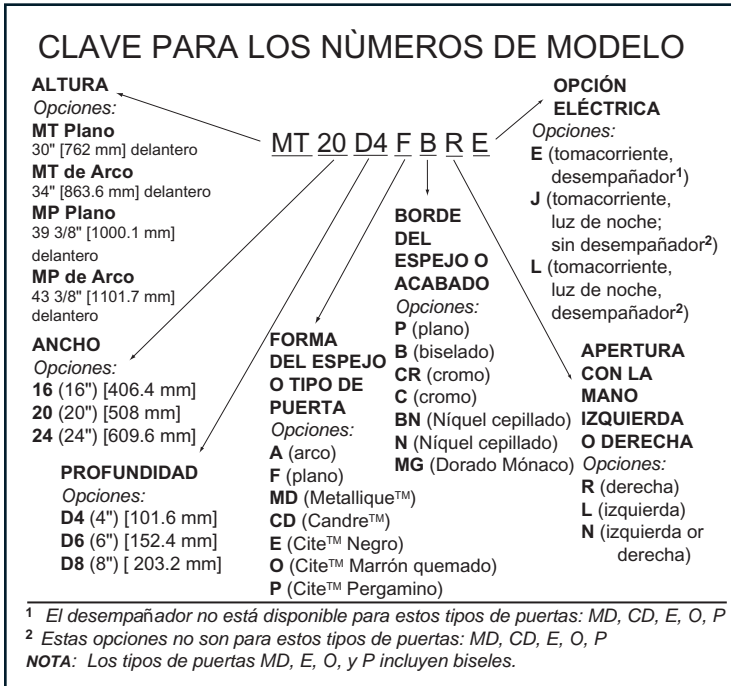 CLAVE PARA LOS NÙMEROS DE MODELO
ALTURA
Opciones:
MT Plano
30" [762 mm] delantero
MT de Arco
34" [863.6 mm] delantero
MP Plano
39 3/8" [1000.1 mm]
delantero
MP de Arco
43 3/8" [1101.7 mm]
delantero
ANCHO
Opciones:
16 (16") [406.4 mm]
20 (20") [508 mm]
24 (24") [609.6 mm]
PROFUNDIDAD
Opciones:
D4 (4") [101.6 mm]
D6 (6") [152.4 mm]
D8 (8") [ 203.2 mm]
MT 20 D4 F B R E
FORMA
DEL ESPEJO
O TIPO DE
PUERTA
Opciones:
A (arco)
F (plano)
MD (Metallique™)
CD (Candre™)
E (Cite™ Negro)
O (Cite™ Marrón quemado)
P (Cite™ Pergamino)
BORDE
DEL
ESPEJO O
ACABADO
Opciones:
P (plano)
B (biselado)
CR (cromo)
C (cromo)
BN (Níquel cepillado)
N (Níquel cepillado)
MG (Dorado Mónaco)
OPCIÓN
ELÉCTRICA
Opciones:
E (tomacorriente,
desempañador¹)
J (tomacorriente,
luz de noche;
sin desempañador²)
L (tomacorriente,
luz de noche,
desempañador²)
APERTURA
CON LA
MANO
IZQUIERDA
O DERECHA
Opciones:
R (derecha)
L (izquierda)
N (izquierda or
derecha)
¹ El desempañador no está disponible para estos tipos de puertas: MD, CD, E, O, P
² Estas opciones no son para estos tipos de puertas: MD, CD, E, O, P
NOTA: Los tipos de puertas MD, E, O, y P incluyen biseles.